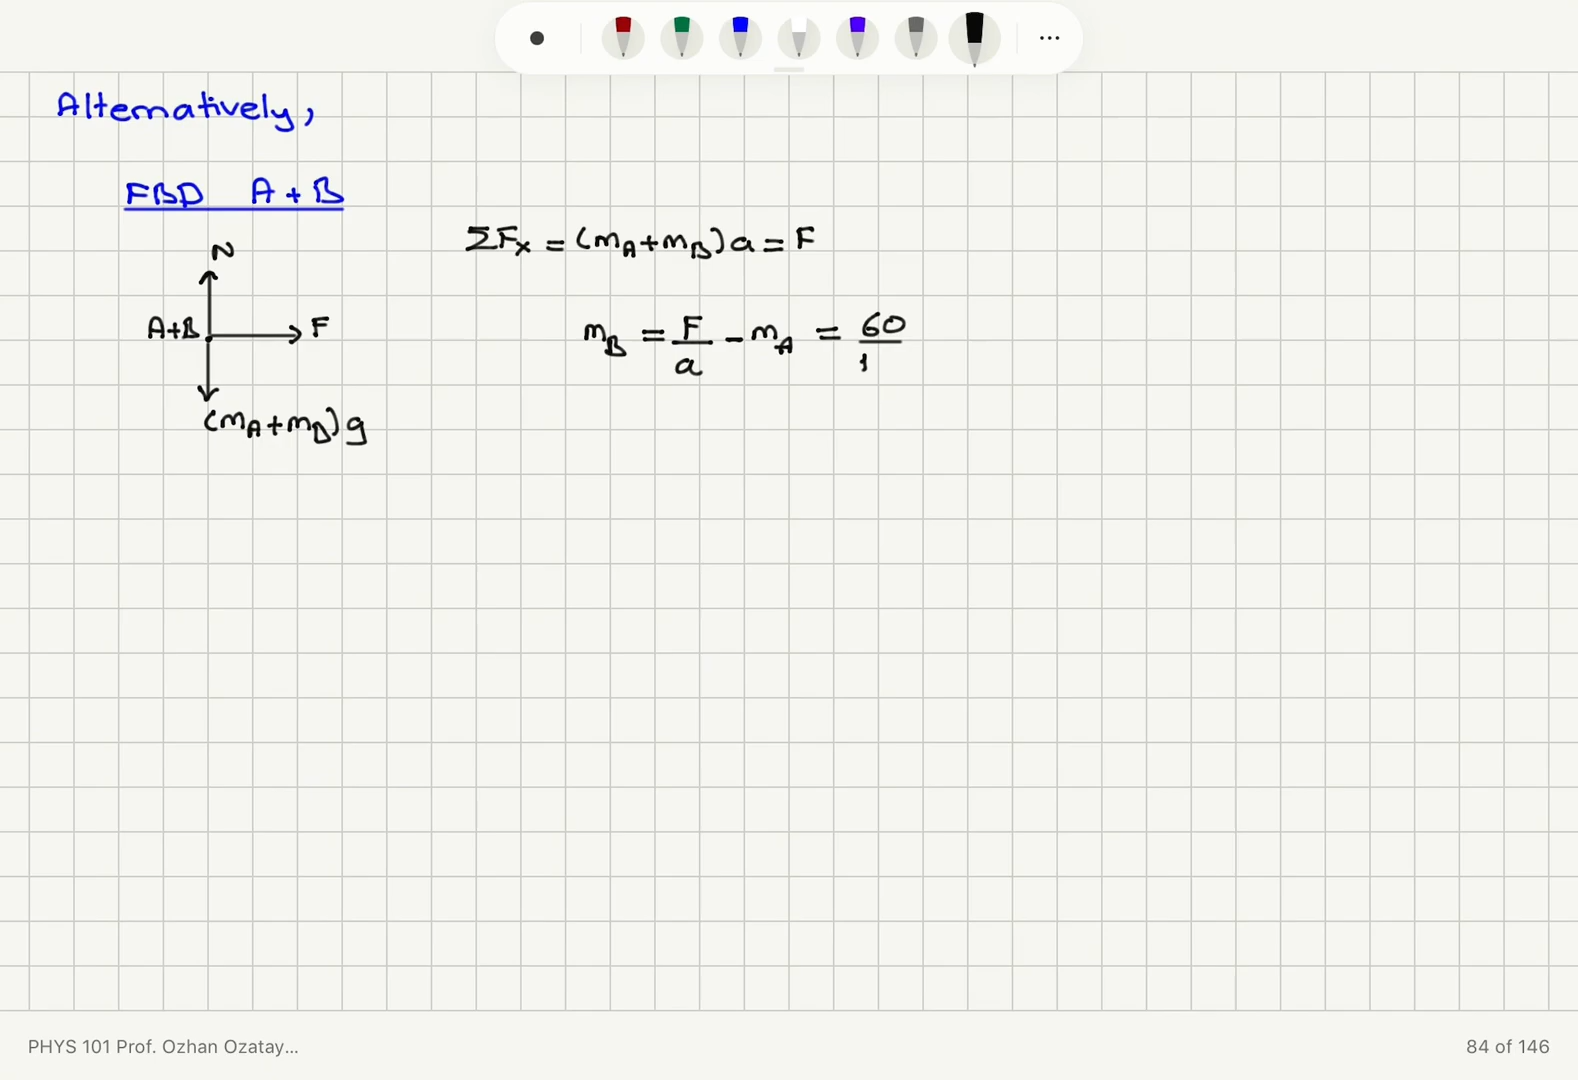 Alternatively,
FBD A+B
N
ΣFx = (mA+mB)a = F
A+B
F
mB = F/a - mA = 60/1
(mA+mB)g
PHYS 101 Prof. Ozhan Ozatay...
84 of 146